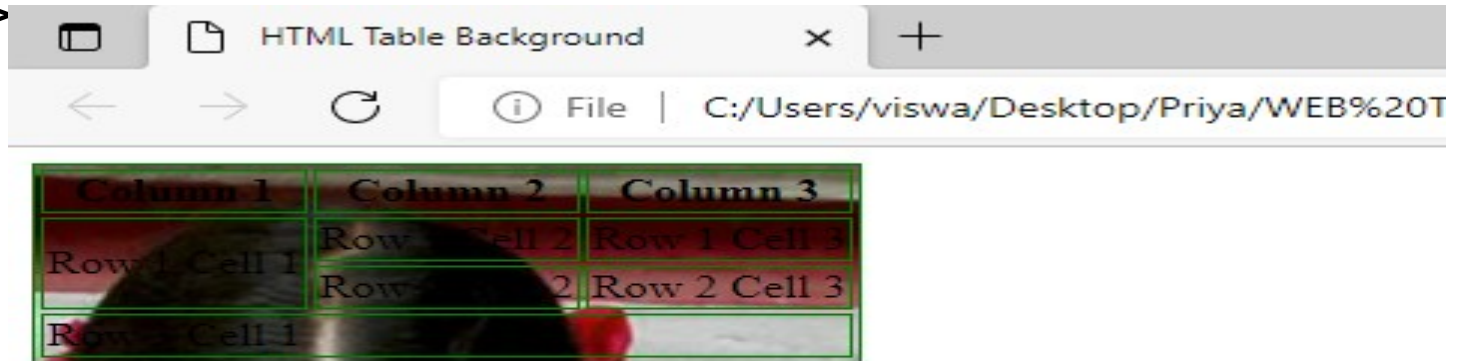 >
HTML Table Background
File | C:/Users/viswa/Desktop/Priya/WEB%20T
Column 1 Column 2 Column 3
Row 1 Cell 1
Row Cell 2 Row 1 Cell 3
Row 2 Row 2 Cell 3
Row Cell 1